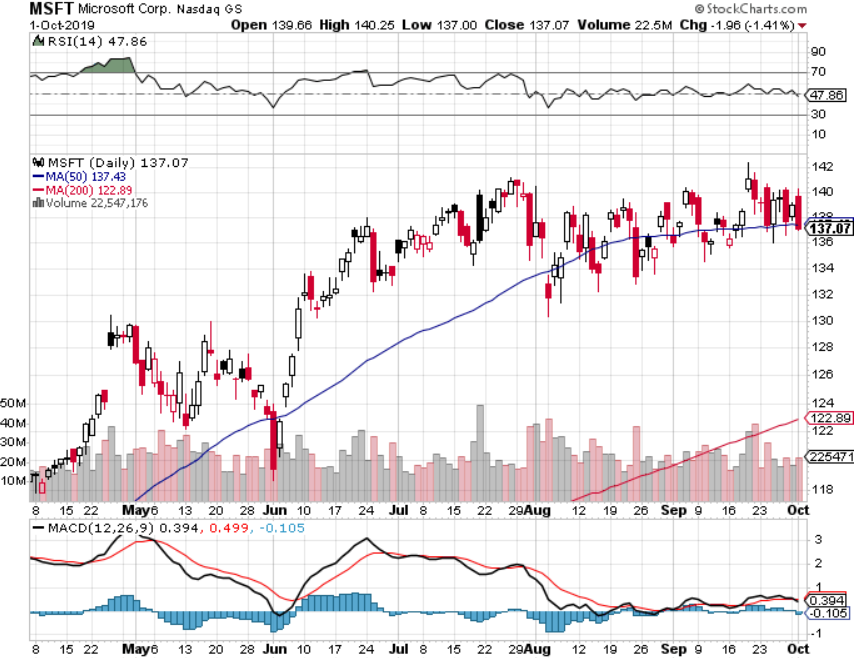 MSFT Microsoft Corp. Nasdaq GS
© StockCharts.com
1-Oct-2019
Open 139.66 High 140.25 Low 137.00 Close 137.07 Volume 22.5M Chg -1.96 (-1.41%)
RSI(14) 47.86
90
70
47.86
30
10
MSFT (Daily) 137.07
MA(50) 137.43
MA(200) 122.89
Volume 22,547,176
142
140
138
137.07
136
134
132
130
128
126
124
122.89
122
225471
118
50M
40M
30M
20M
10M
8 15 22 May 6 13 20 28 Jun 10 17 24 Jul 8 15 22 29 Aug 12 19 26 Sep 9 16 23 Oct
MACD(12,26,9) 0.394, 0.499, -0.105
3
2
1
0.394
-0.105
-1
8 15 22 May 6 13 20 28 Jun 10 17 24 Jul 8 15 22 29 Aug 12 19 26 Sep 9 16 23 Oct